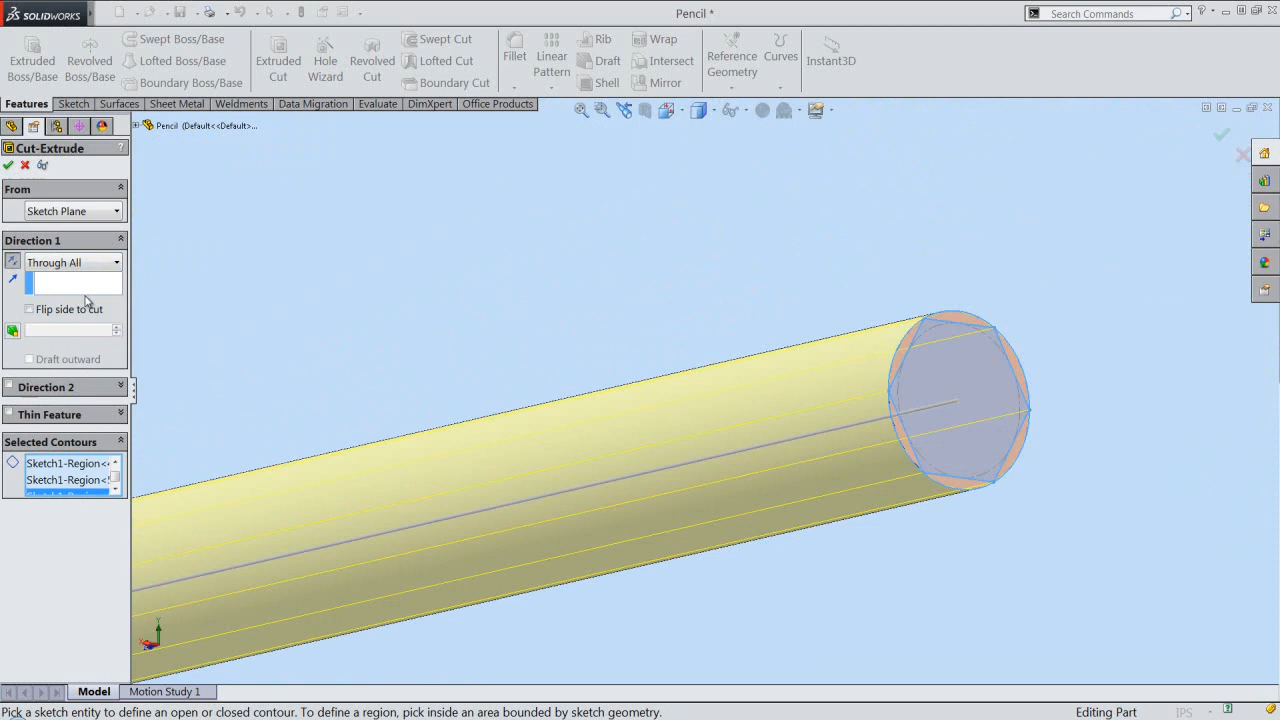 SOLIDWORKS
Pencil *
Search Commands
Extruded Boss/Base
Revolved Boss/Base
Swept Boss/Base
Lofted Boss/Base
Boundary Boss/Base
Extruded Cut
Hole Wizard
Revolved Cut
Swept Cut
Lofted Cut
Boundary Cut
Fillet
Linear Pattern
Rib
Draft
Shell
Wrap
Intersect
Mirror
Reference Geometry
Curves
Instant3D
Features
Sketch
Surfaces
Sheet Metal
Weldments
Data Migration
Evaluate
DimXpert
Office Products
Pencil (Default<<Default>...
Cut-Extrude
?
From
Sketch Plane
Direction 1
Through All
Flip side to cut
Draft outward
Direction 2
Thin Feature
Selected Contours
Sketch1-Region<
Sketch1-Region<
Y
Model
Motion Study 1
Pick a sketch entity to define an open or closed contour. To define a region, pick inside an area bounded by sketch geometry.
Editing Part
IPS